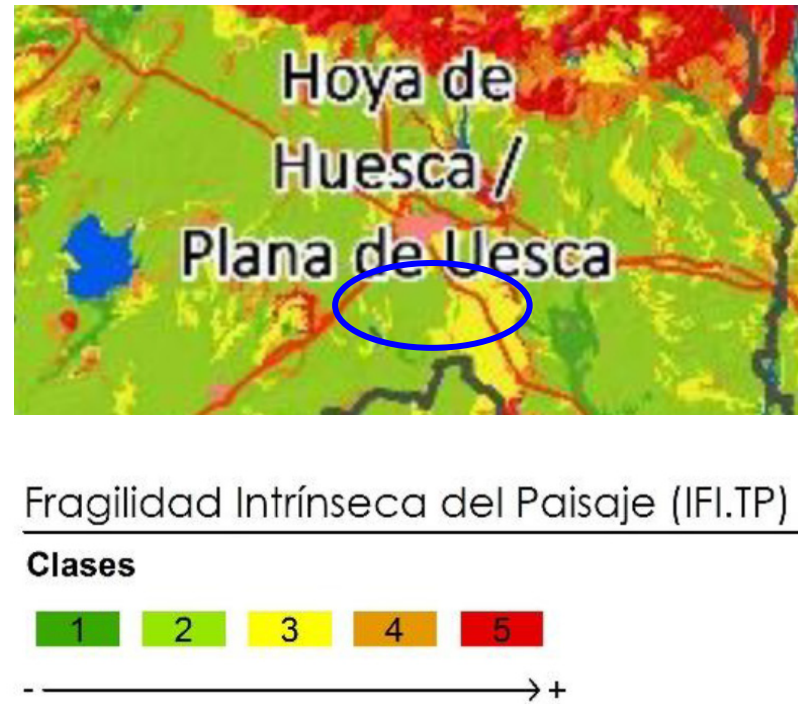 Hoya de
Huesca /
Plana de Uesca
Fragilidad Intrínseca del Paisaje (IFI.TP)
Clases
1 2 3 4 5
- +